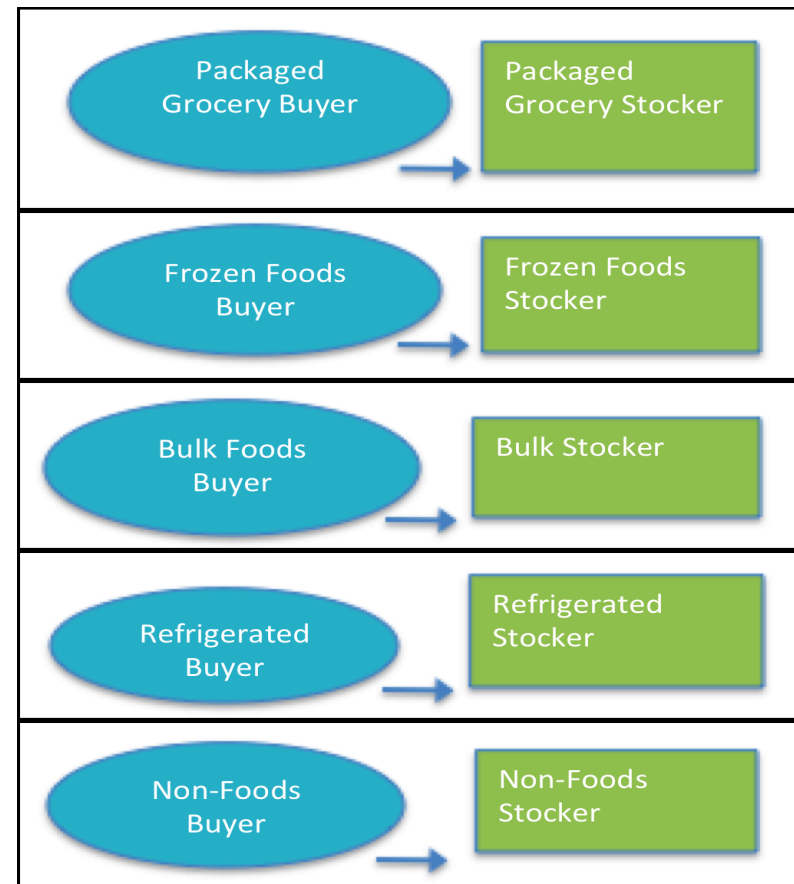 Packaged
Grocery Buyer
Packaged
Grocery Stocker
Frozen Foods
Buyer
Frozen Foods
Stocker
Bulk Foods
Buyer
Bulk Stocker
Refrigerated
Buyer
Refrigerated
Stocker
Non-Foods
Buyer
Non-Foods
Stocker